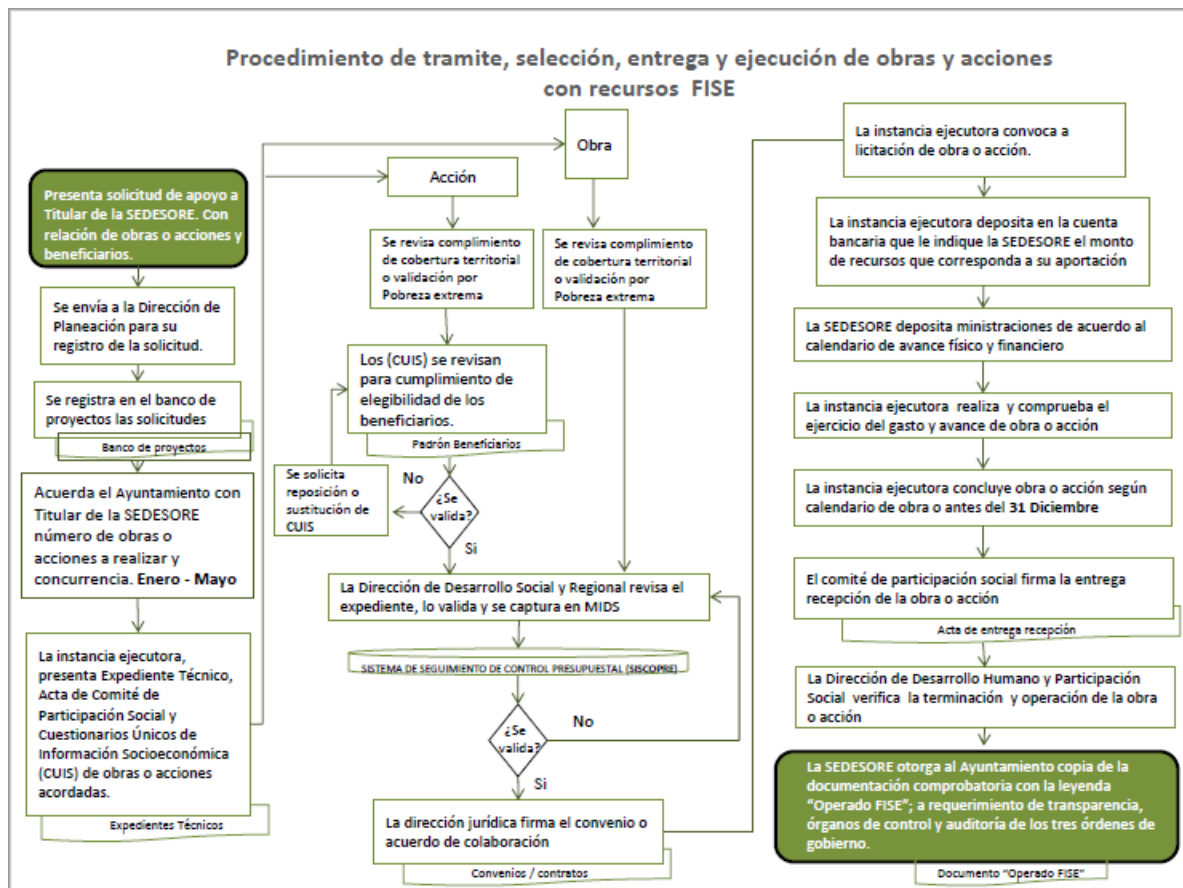 Procedimiento de tramite, selección, entrega y ejecución de obras y acciones
con recursos FISE
Presenta solicitud de apoyo a
Titular de la SEDESORE. Con
relación de obras o acciones y
beneficiarios.
Se envía a la Dirección de
Planeación para su
registro de la solicitud.
Se registra en el banco de
proyectos las solicitudes
Banco de proyectos
Acuerda el Ayuntamiento con
Titular de la SEDESORE
número de obras o
acciones a realizar y
concurrencia. Enero - Mayo
La instancia ejecutora,
presenta Expediente Técnico,
Acta de Comité de
Participación Social y
Cuestionarios Únicos de
Información Socioeconómica
(CUIS) de obras o acciones
acordadas.
Expedientes Técnicos
Obra
Acción
Se revisa cumplimiento
de cobertura territorial
o validación por
Pobreza extrema
Se revisa cumplimiento
de cobertura territorial
o validación por
Pobreza extrema
Los (CUIS) se revisan
para cumplimiento de
elegibilidad de los
beneficiarios.
Padrón Beneficiarios
Se solicita
reposición o
sustitución de
CUIS
No
¿Se
valida?
Si
La Dirección de Desarrollo Social y Regional revisa el
expediente, lo valida y se captura en MIDS
SISTEMA DE SEGUIMIENTO DE CONTROL PRESUPUESTAL (SISCOPRE)
¿Se
valida?
No
Si
La dirección jurídica firma el convenio o
acuerdo de colaboración
Convenios / contratos
La instancia ejecutora convoca a
licitación de obra o acción.
La instancia ejecutora deposita en la cuenta
bancaria que le indique la SEDESORE el monto
de recursos que corresponda a su aportación
La SEDESORE deposita ministraciones de acuerdo al
calendario de avance físico y financiero
La instancia ejecutora realiza y comprueba el
ejercicio del gasto y avance de obra o acción
La instancia ejecutora concluye obra o acción según
calendario de obra o antes del 31 Diciembre
El comité de participación social firma la entrega
recepción de la obra o acción
Acta de entrega recepción
La Dirección de Desarrollo Humano y Participación
Social verifica la terminación y operación de la obra
o acción
La SEDESORE otorga al Ayuntamiento copia de la
documentación comprobatoria con la leyenda
"Operado FISE"; a requerimiento de transparencia,
órganos de control y auditoría de los tres órdenes de
gobierno.
Documento "Operado FISE"